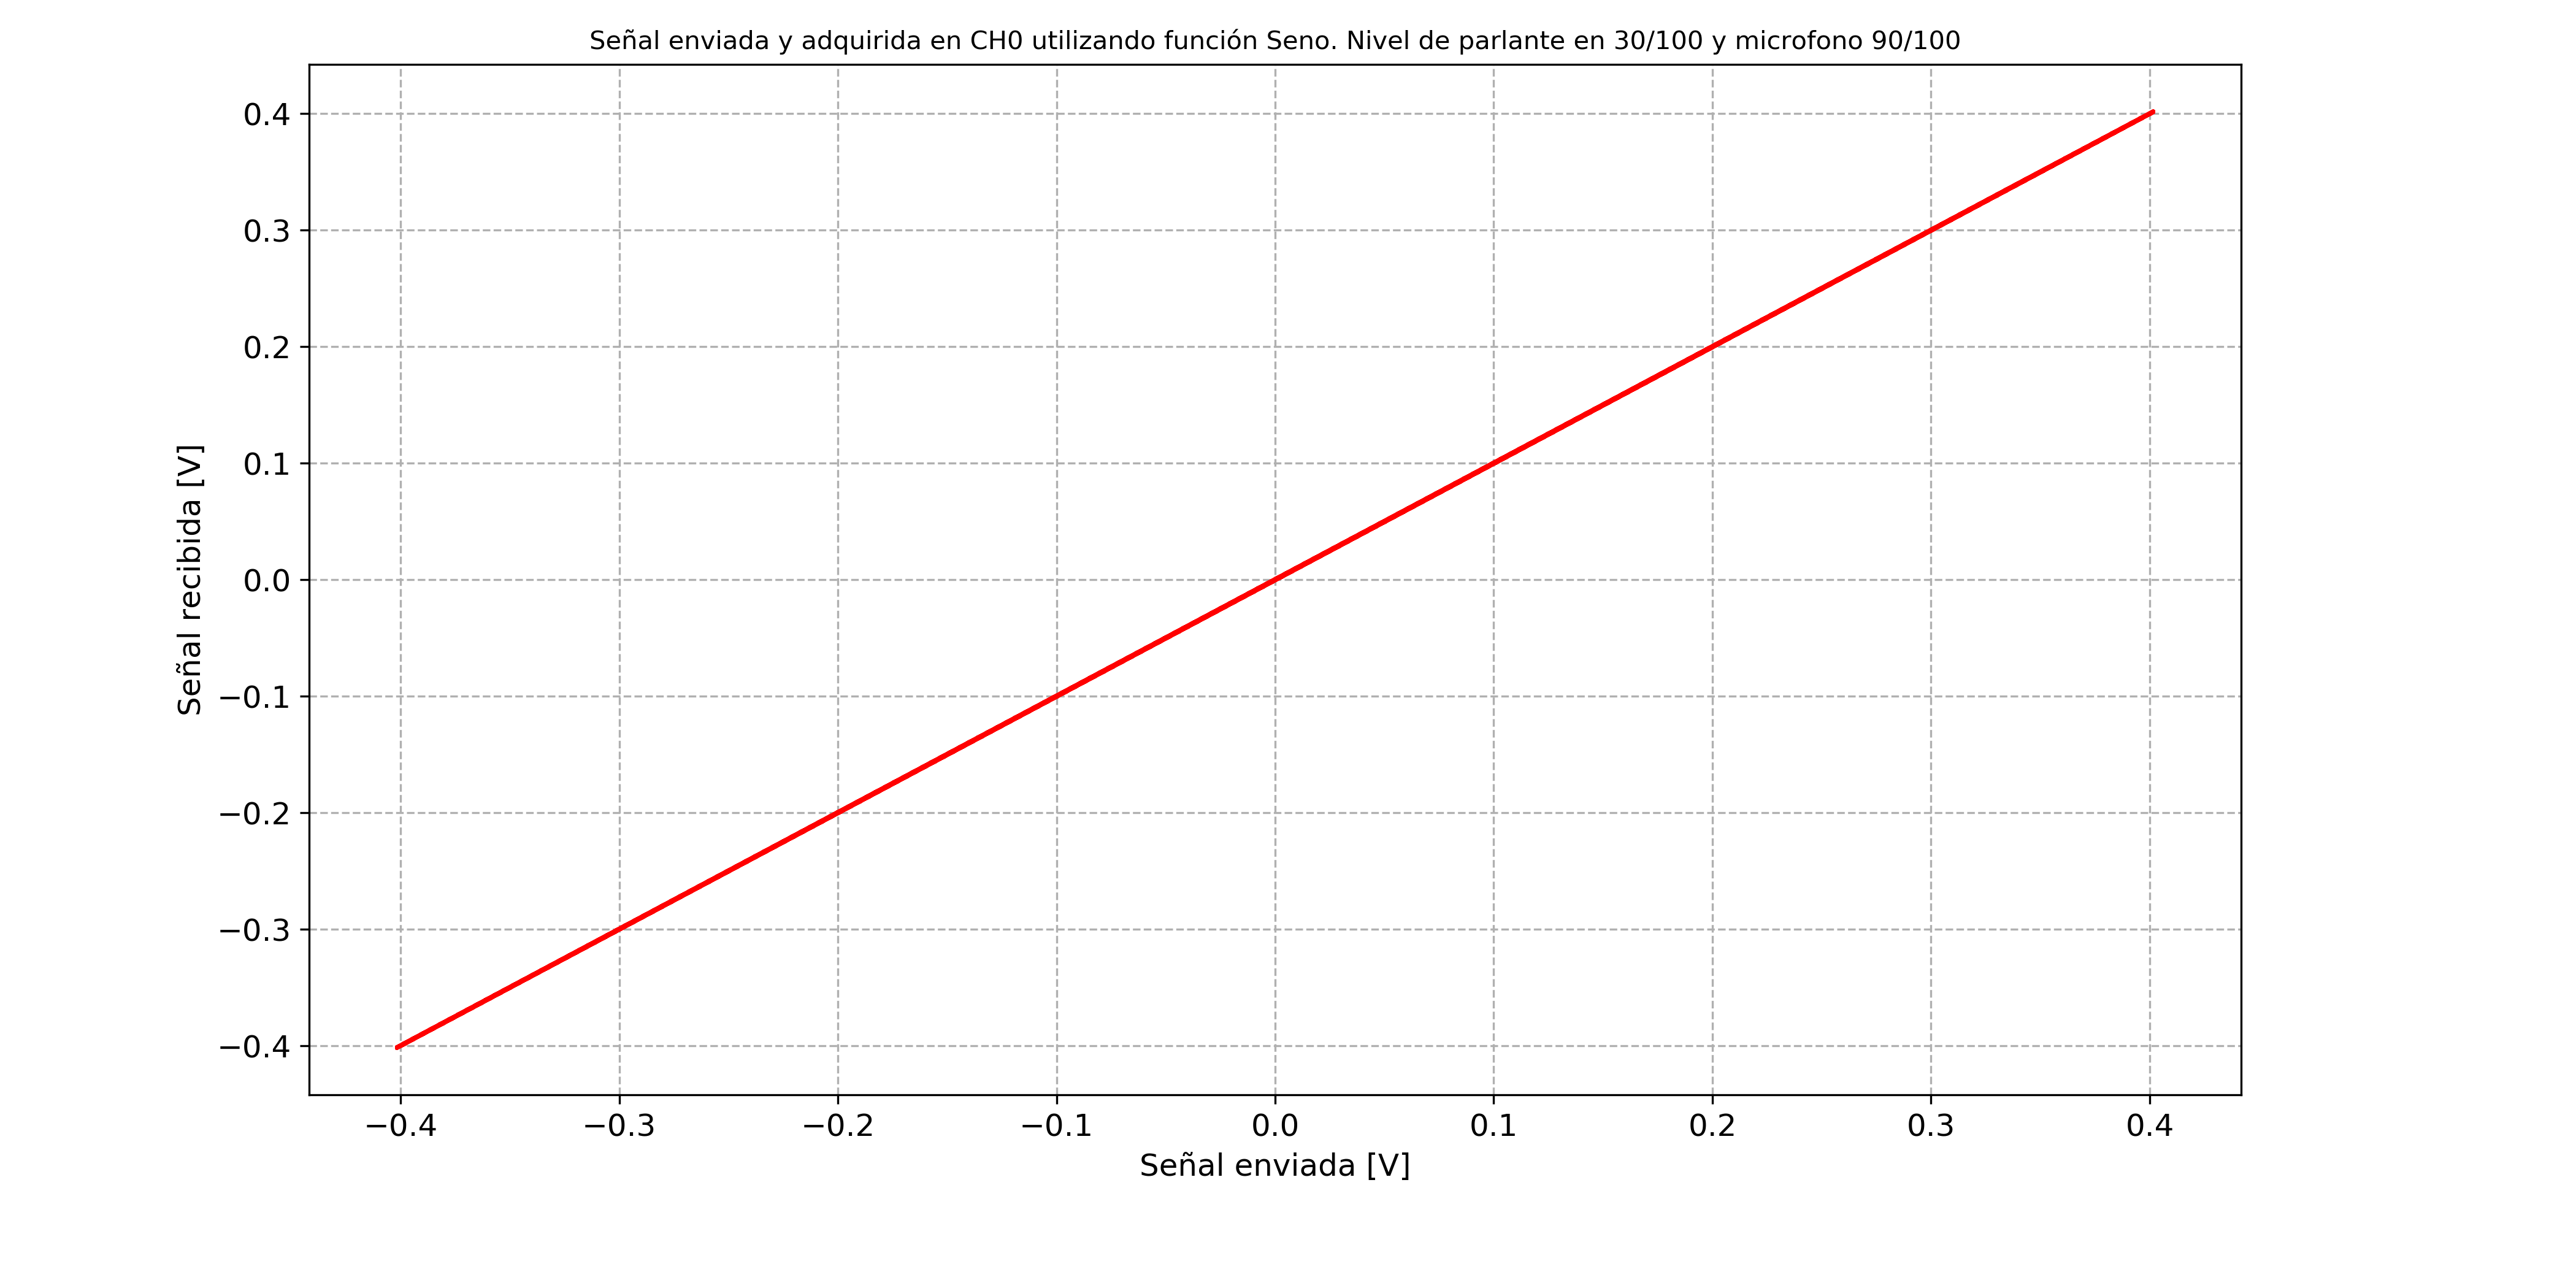 Señal enviada y adquirida en CH0 utilizando función Seno. Nivel de parlante en 30/100 y microfono 90/100
0.4
0.3
0.2
0.1
0.0
−0.1
−0.2
−0.3
−0.4
Señal recibida [V]
−0.4 −0.3 −0.2 −0.1 0.0 0.1 0.2 0.3 0.4
Señal enviada [V]